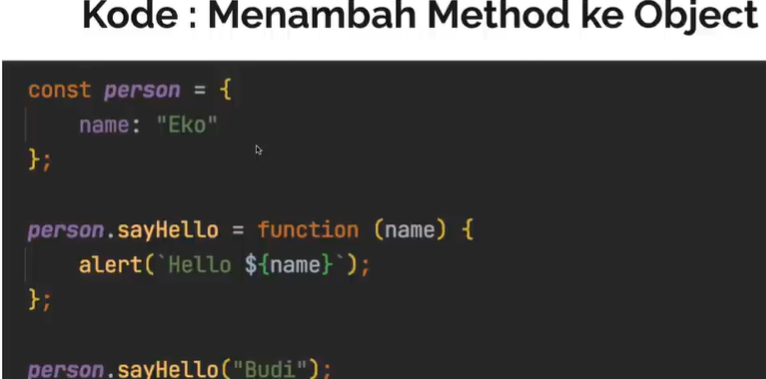 Kode : Menambah Method ke Object
const person = {
    name: "Eko"
};
person.sayHello = function (name) {
    alert(`Hello ${name}`);
};
person.sayHello("Budi");